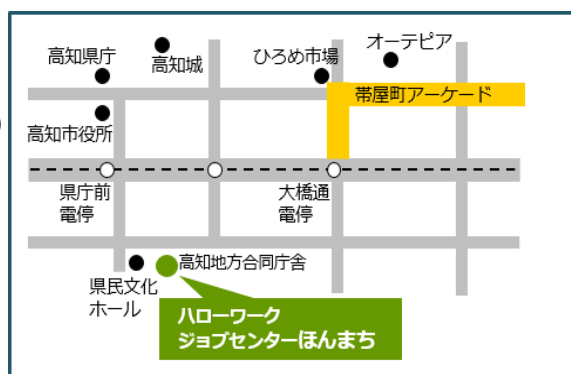 オーテピア
高知県庁
高知城
ひろめ市場
帯屋町アーケード
高知市役所
県庁前
電停
大橋通
電停
高知地方合同庁舎
県民文化
ホール
ハローワーク
ジョブセンターほんまち